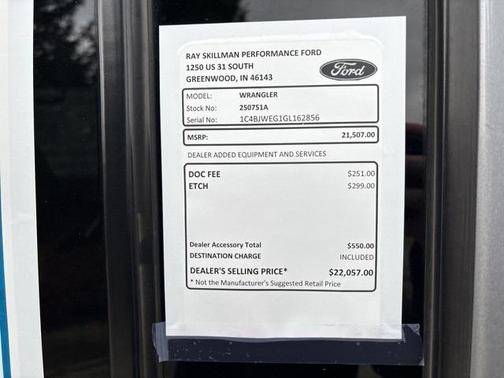 RAY SKILLMAN PERFORMANCE FORD
1250 US 31 SOUTH
GREENWOOD, IN 46143
Ford
MODEL: WRANGLER
Stock No: 250751A
Serial No: 1C4BJWEG1GL162856
MSRP: 21,507.00
DEALER ADDED EQUIPMENT AND SERVICES
DOC FEE $251.00
ETCH $299.00
Dealer Accessory Total $550.00
DESTINATION CHARGE INCLUDED
DEALER'S SELLING PRICE* $22,057.00
* Not the Manufacturer's Suggested Retail Price